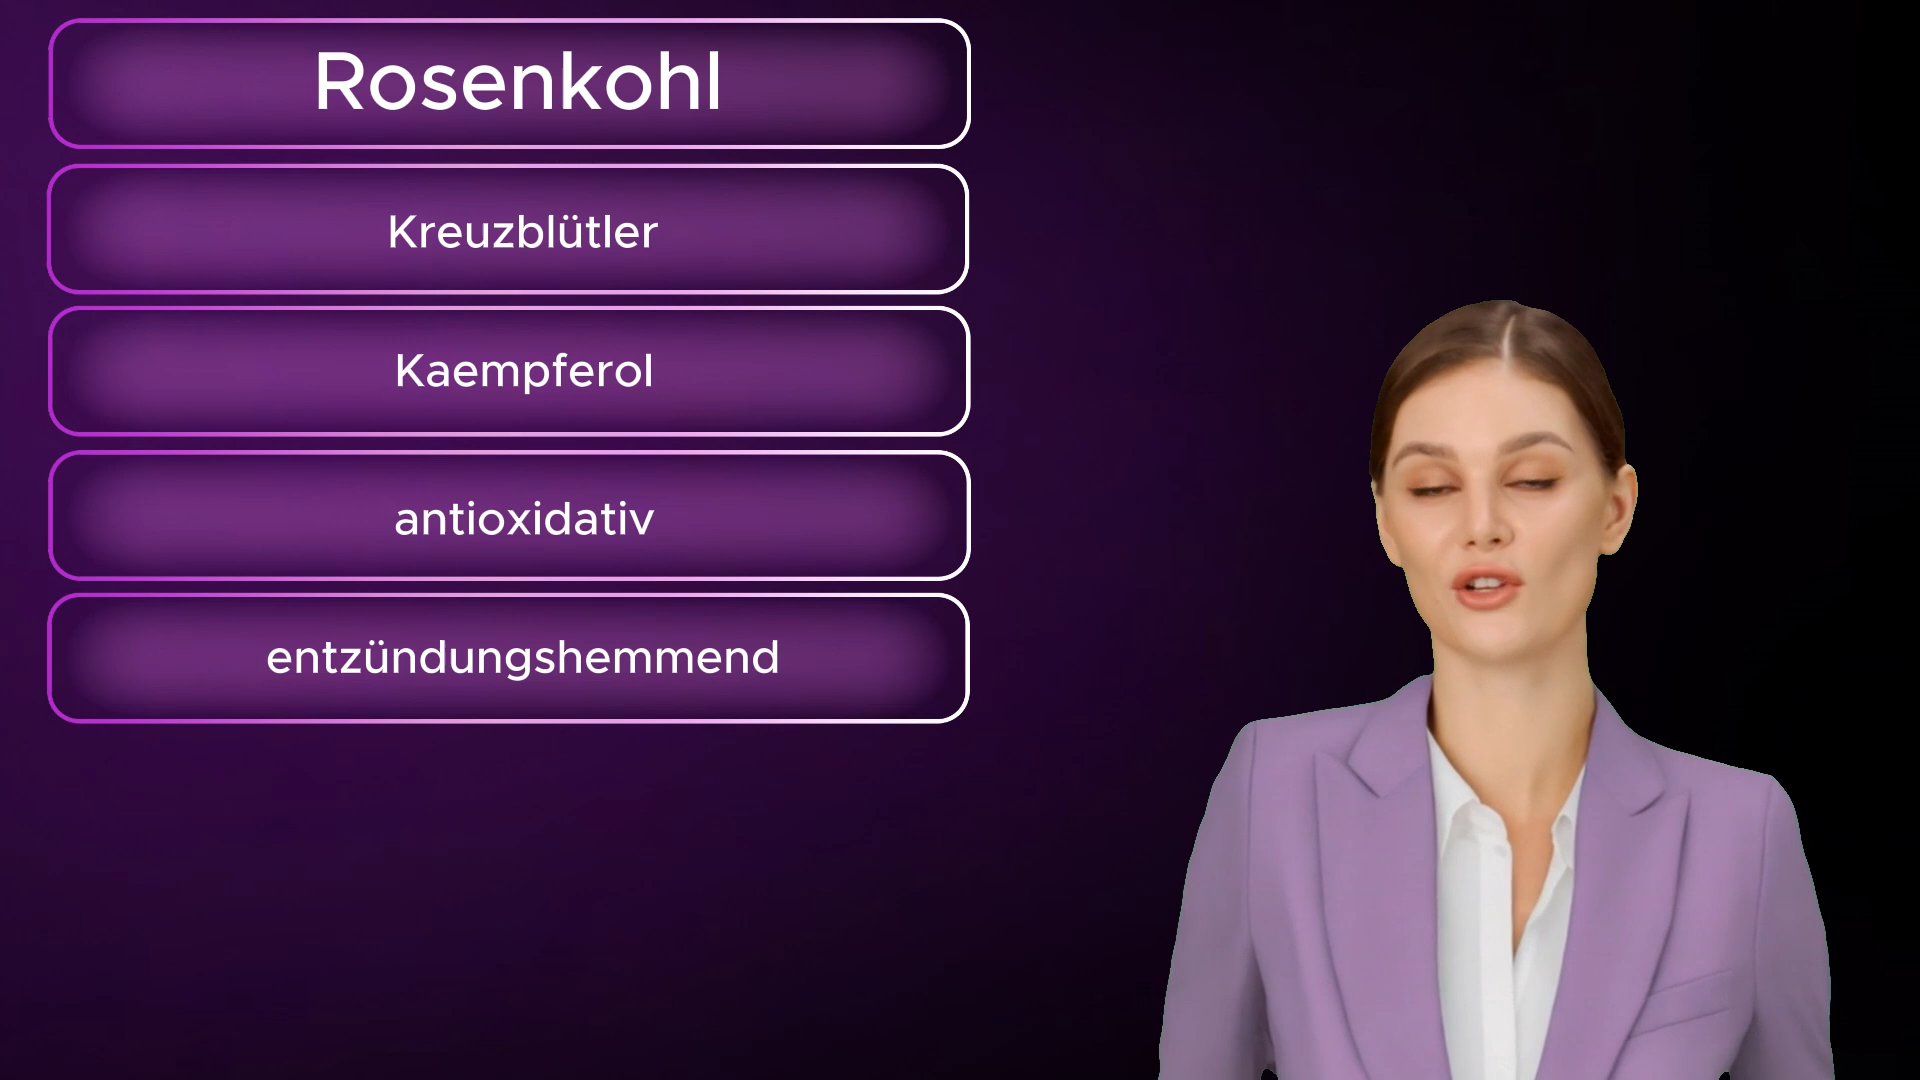 Rosenkohl
Kreuzblütler
Kaempferol
antioxidativ
entzündungshemmend